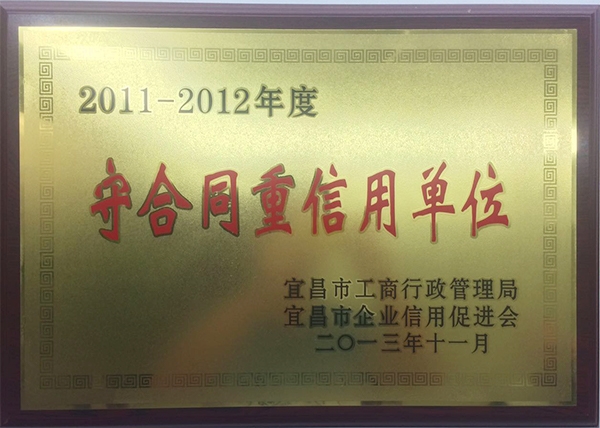 2011-2012年度
守合同重信用单位
宜昌市工商行政管理局
宜昌市企业信用促进会
二〇一三年十一月